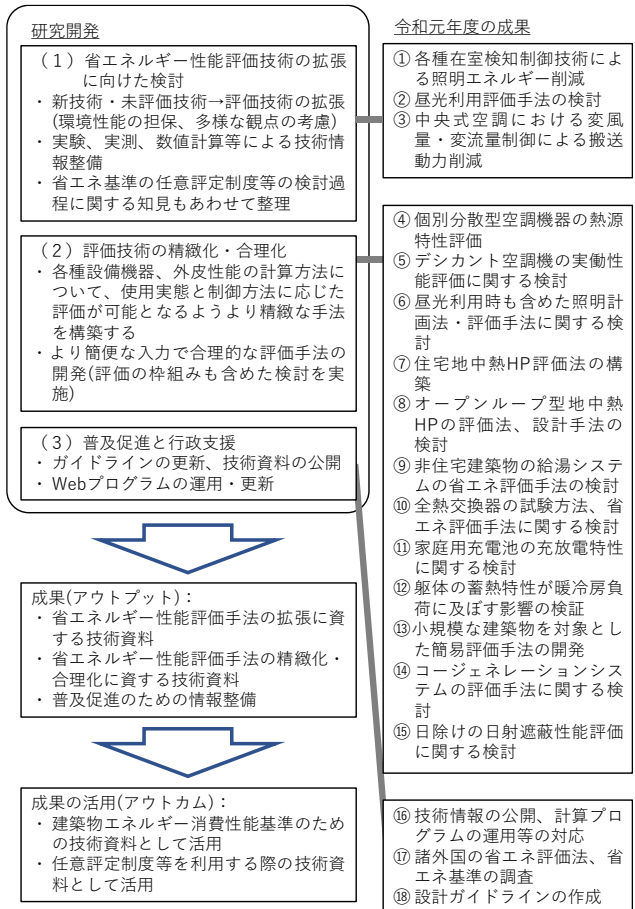 研究開発
（1）省エネルギー性能評価技術の拡張
に向けた検討
・ 新技術・未評価技術→評価技術の拡張
(環境性能の担保、多様な観点の考慮)
・ 実験、実測、数値計算等による技術情
報整備
・ 省エネ基準の任意評定制度等の検討過
程に関する知見もあわせて整理
（2）評価技術の精緻化・合理化
・ 各種設備機器、外皮性能の計算方法に
ついて、使用実態と制御方法に応じた
評価が可能となるようより精緻な手法
を構築する
・ より簡便な入力で合理的な評価手法の
開発(評価の枠組みも含めた検討を実
施)
（3）普及促進と行政支援
・ ガイドラインの更新、技術資料の公開
・ Webプログラムの運用・更新
成果(アウトプット)：
・ 省エネルギー性能評価手法の拡張に資
する技術資料
・ 省エネルギー性能評価手法の精緻化・
合理化に資する技術資料
・ 普及促進のための情報整備
成果の活用(アウトカム)：
・ 建築物エネルギー消費性能基準のため
の技術資料として活用
・ 任意評定制度等を利用する際の技術資
料として活用
令和元年度の成果
① 各種在室検知制御技術によ
る照明エネルギー削減
② 昼光利用評価手法の検討
③ 中央式空調における変風
量・変流量制御による搬送
動力削減
④ 個別分散型空調機器の熱源
特性評価
⑤ デシカント空調機の実働性
能評価に関する検討
⑥ 昼光利用時も含めた照明計
画法・評価手法に関する検
討
⑦ 住宅地中熱HP評価法の構
築
⑧ オープンループ型地中熱
HPの評価法、設計手法の
検討
⑨ 非住宅建築物の給湯システ
ムの省エネ評価手法の検討
⑩ 全熱交換器の試験方法、省
エネ評価手法に関する検討
⑪ 家庭用充電池の充放電特性
に関する検討
⑫ 躯体の蓄熱特性が暖冷房負
荷に及ぼす影響の検証
⑬ 小規模な建築物を対象とし
た簡易評価手法の開発
⑭ コージェネレーションシス
テムの評価手法に関する検
討
⑮ 日除けの日射遮蔽性能評価
に関する検討
⑯ 技術情報の公開、計算プロ
グラムの運用等の対応
⑰ 諸外国の省エネ評価法、省
エネ基準の調査
⑱ 設計ガイドラインの作成